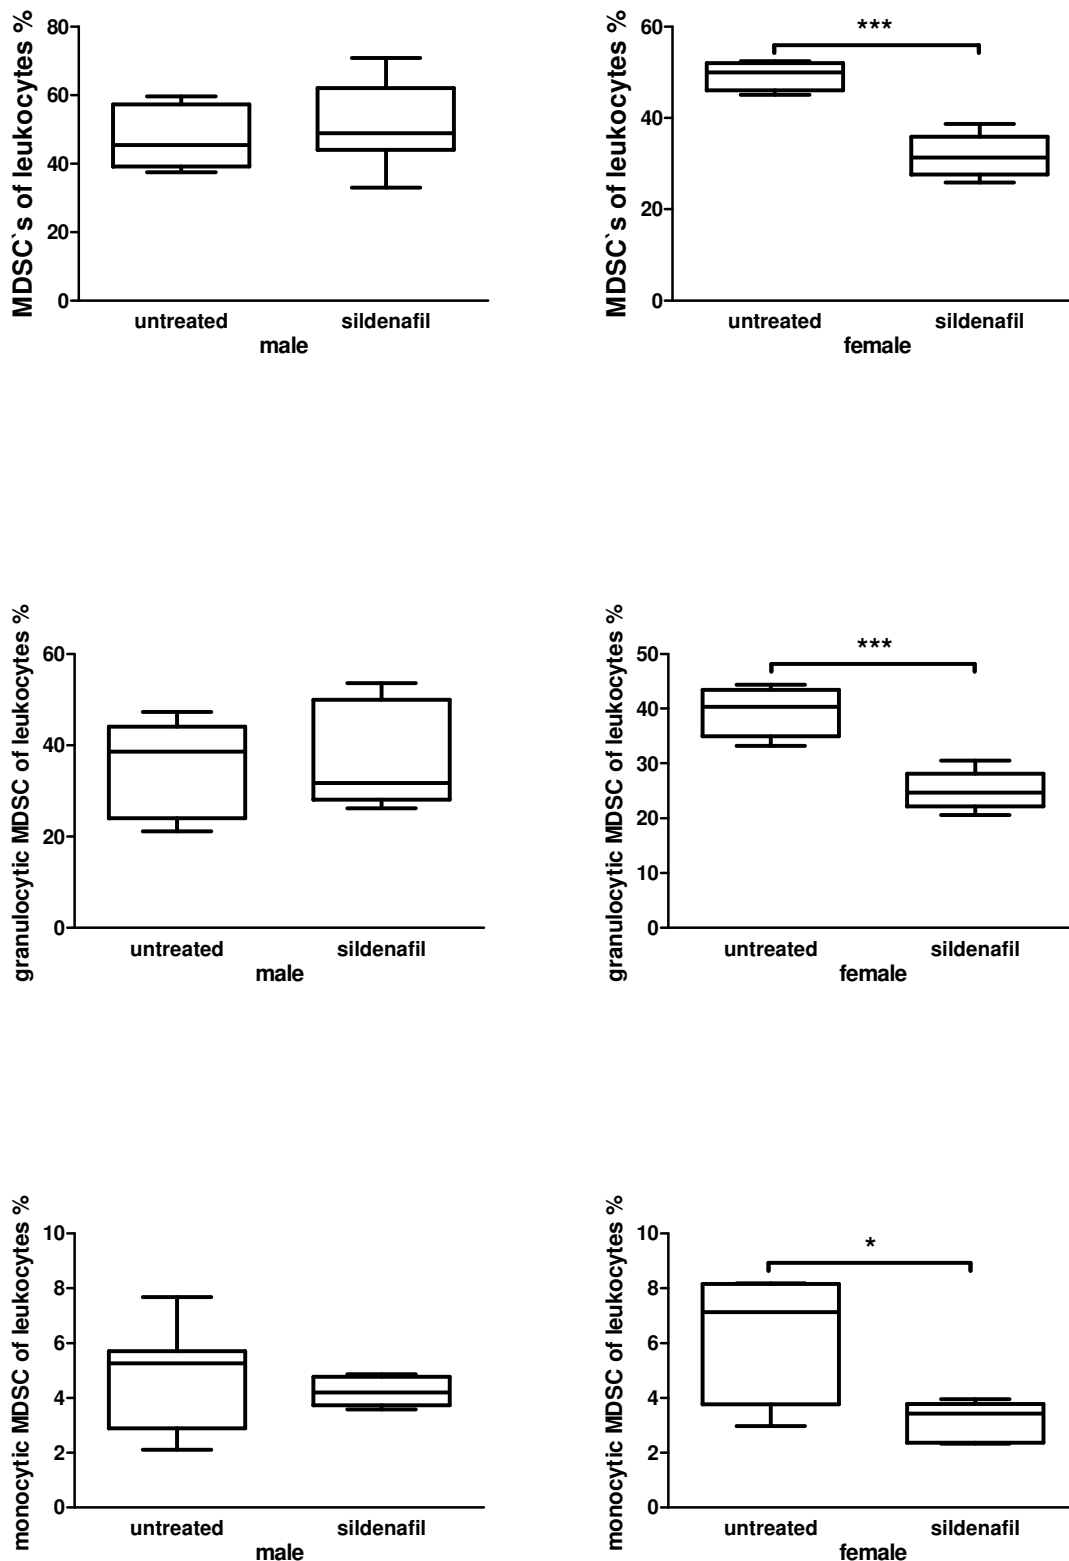 MDSC`s of leukocytes %
80
60
40
20
0
untreated sildenafil
male
MDSC`s of leukocytes %
60
40
20
0
***
untreated sildenafil
female
granulocytic MDSC of leukocytes %
60
40
20
0
untreated sildenafil
male
granulocytic MDSC of leukocytes %
50
40
30
20
10
0
***
untreated sildenafil
female
monocytic MDSC of leukocytes %
10
8
6
4
2
0
untreated sildenafil
male
monocytic MDSC of leukocytes %
10
8
6
4
2
0
*
untreated sildenafil
female